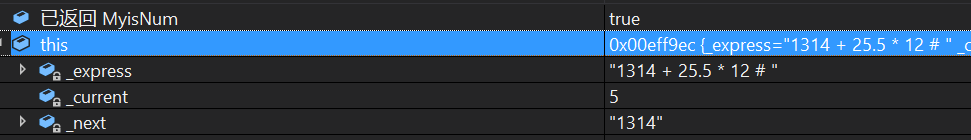 已返回 MyisNum true
this 0x00eff9ec {_express="1314 + 25.5 * 12 # " _c
_express "1314 + 25.5 * 12 # "
_current 5
_next "1314"